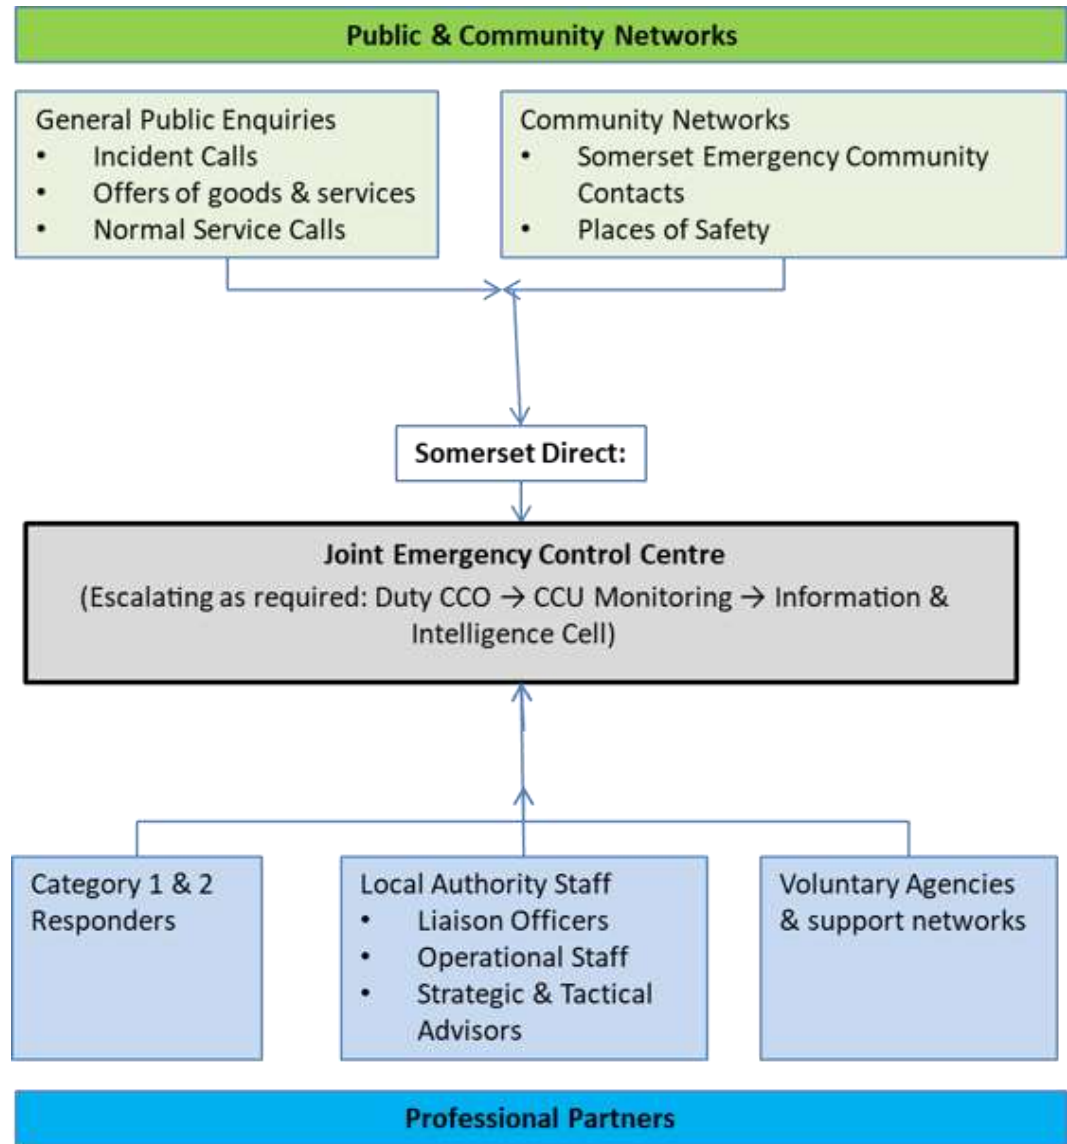 Public & Community Networks
General Public Enquiries
• Incident Calls
• Offers of goods & services
• Normal Service Calls
Community Networks
• Somerset Emergency Community
Contacts
• Places of Safety
Somerset Direct:
Joint Emergency Control Centre
(Escalating as required: Duty CCO → CCU Monitoring → Information &
Intelligence Cell)
Category 1 & 2
Responders
Local Authority Staff
• Liaison Officers
• Operational Staff
• Strategic & Tactical
Advisors
Voluntary Agencies
& support networks
Professional Partners